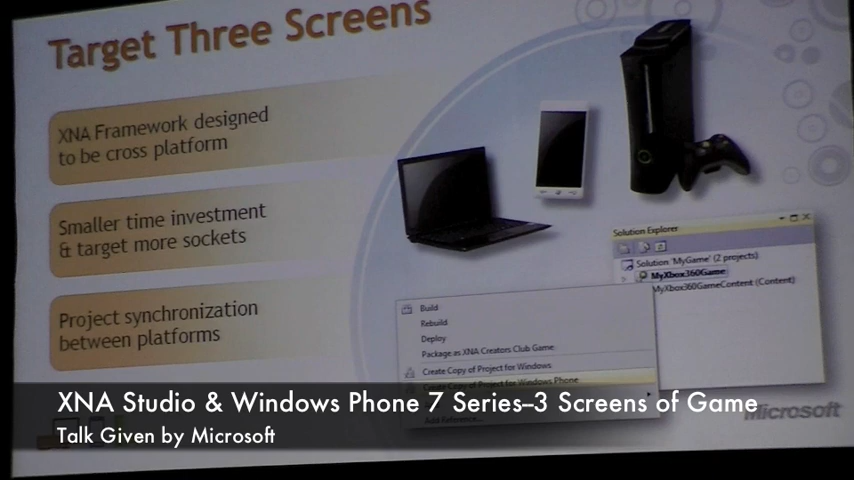 Target Three Screens
XNA Framework designed
to be cross platform
Smaller time investment
& target more sockets
Project synchronization
between platforms
Solution Explorer
Solution 'MyGame' (2 projects)
MyXbox360Game
MyXbox360GameContent (Content)
Build
Rebuild
Deploy
Package as XNA Creators Club Game
Create Copy of Project for Windows
Create Copy of Project for Windows Phone
Add Reference...
XNA Studio & Windows Phone 7 Series–3 Screens of Game
Talk Given by Microsoft
Microsoft